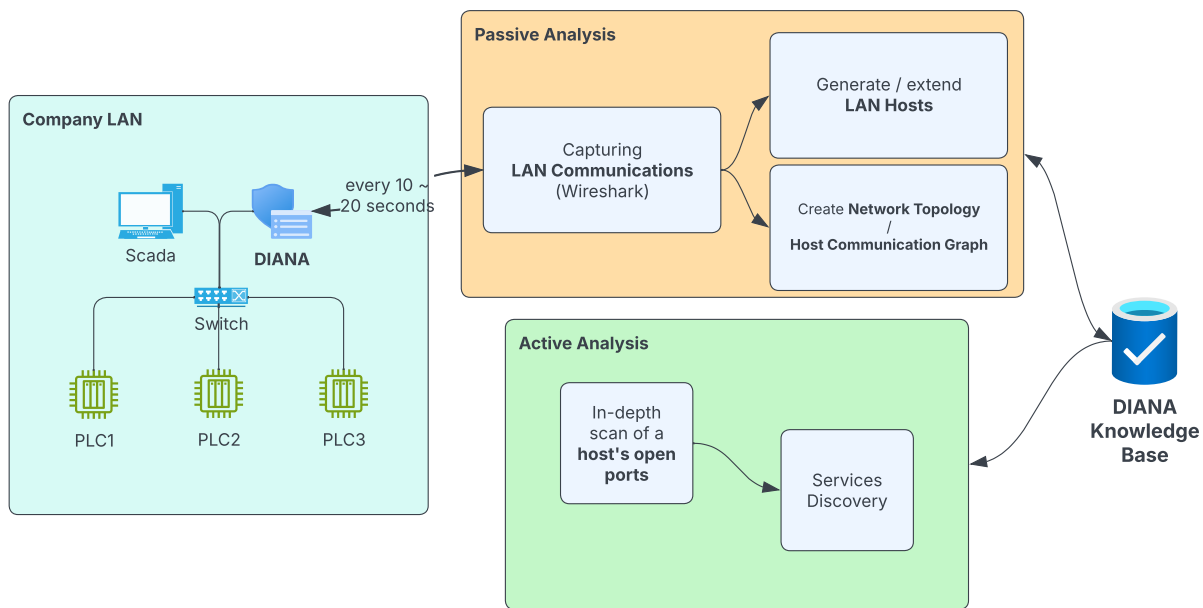 Company LAN
Scada
DIANA
Switch
PLC1
PLC2
PLC3
every 10 ~
20 seconds
Passive Analysis
Capturing
LAN Communications
(Wireshark)
Generate / extend
LAN Hosts
Create Network Topology
/
Host Communication Graph
Active Analysis
In-depth
scan of a
host's open
ports
Services
Discovery
DIANA
Knowledge
Base